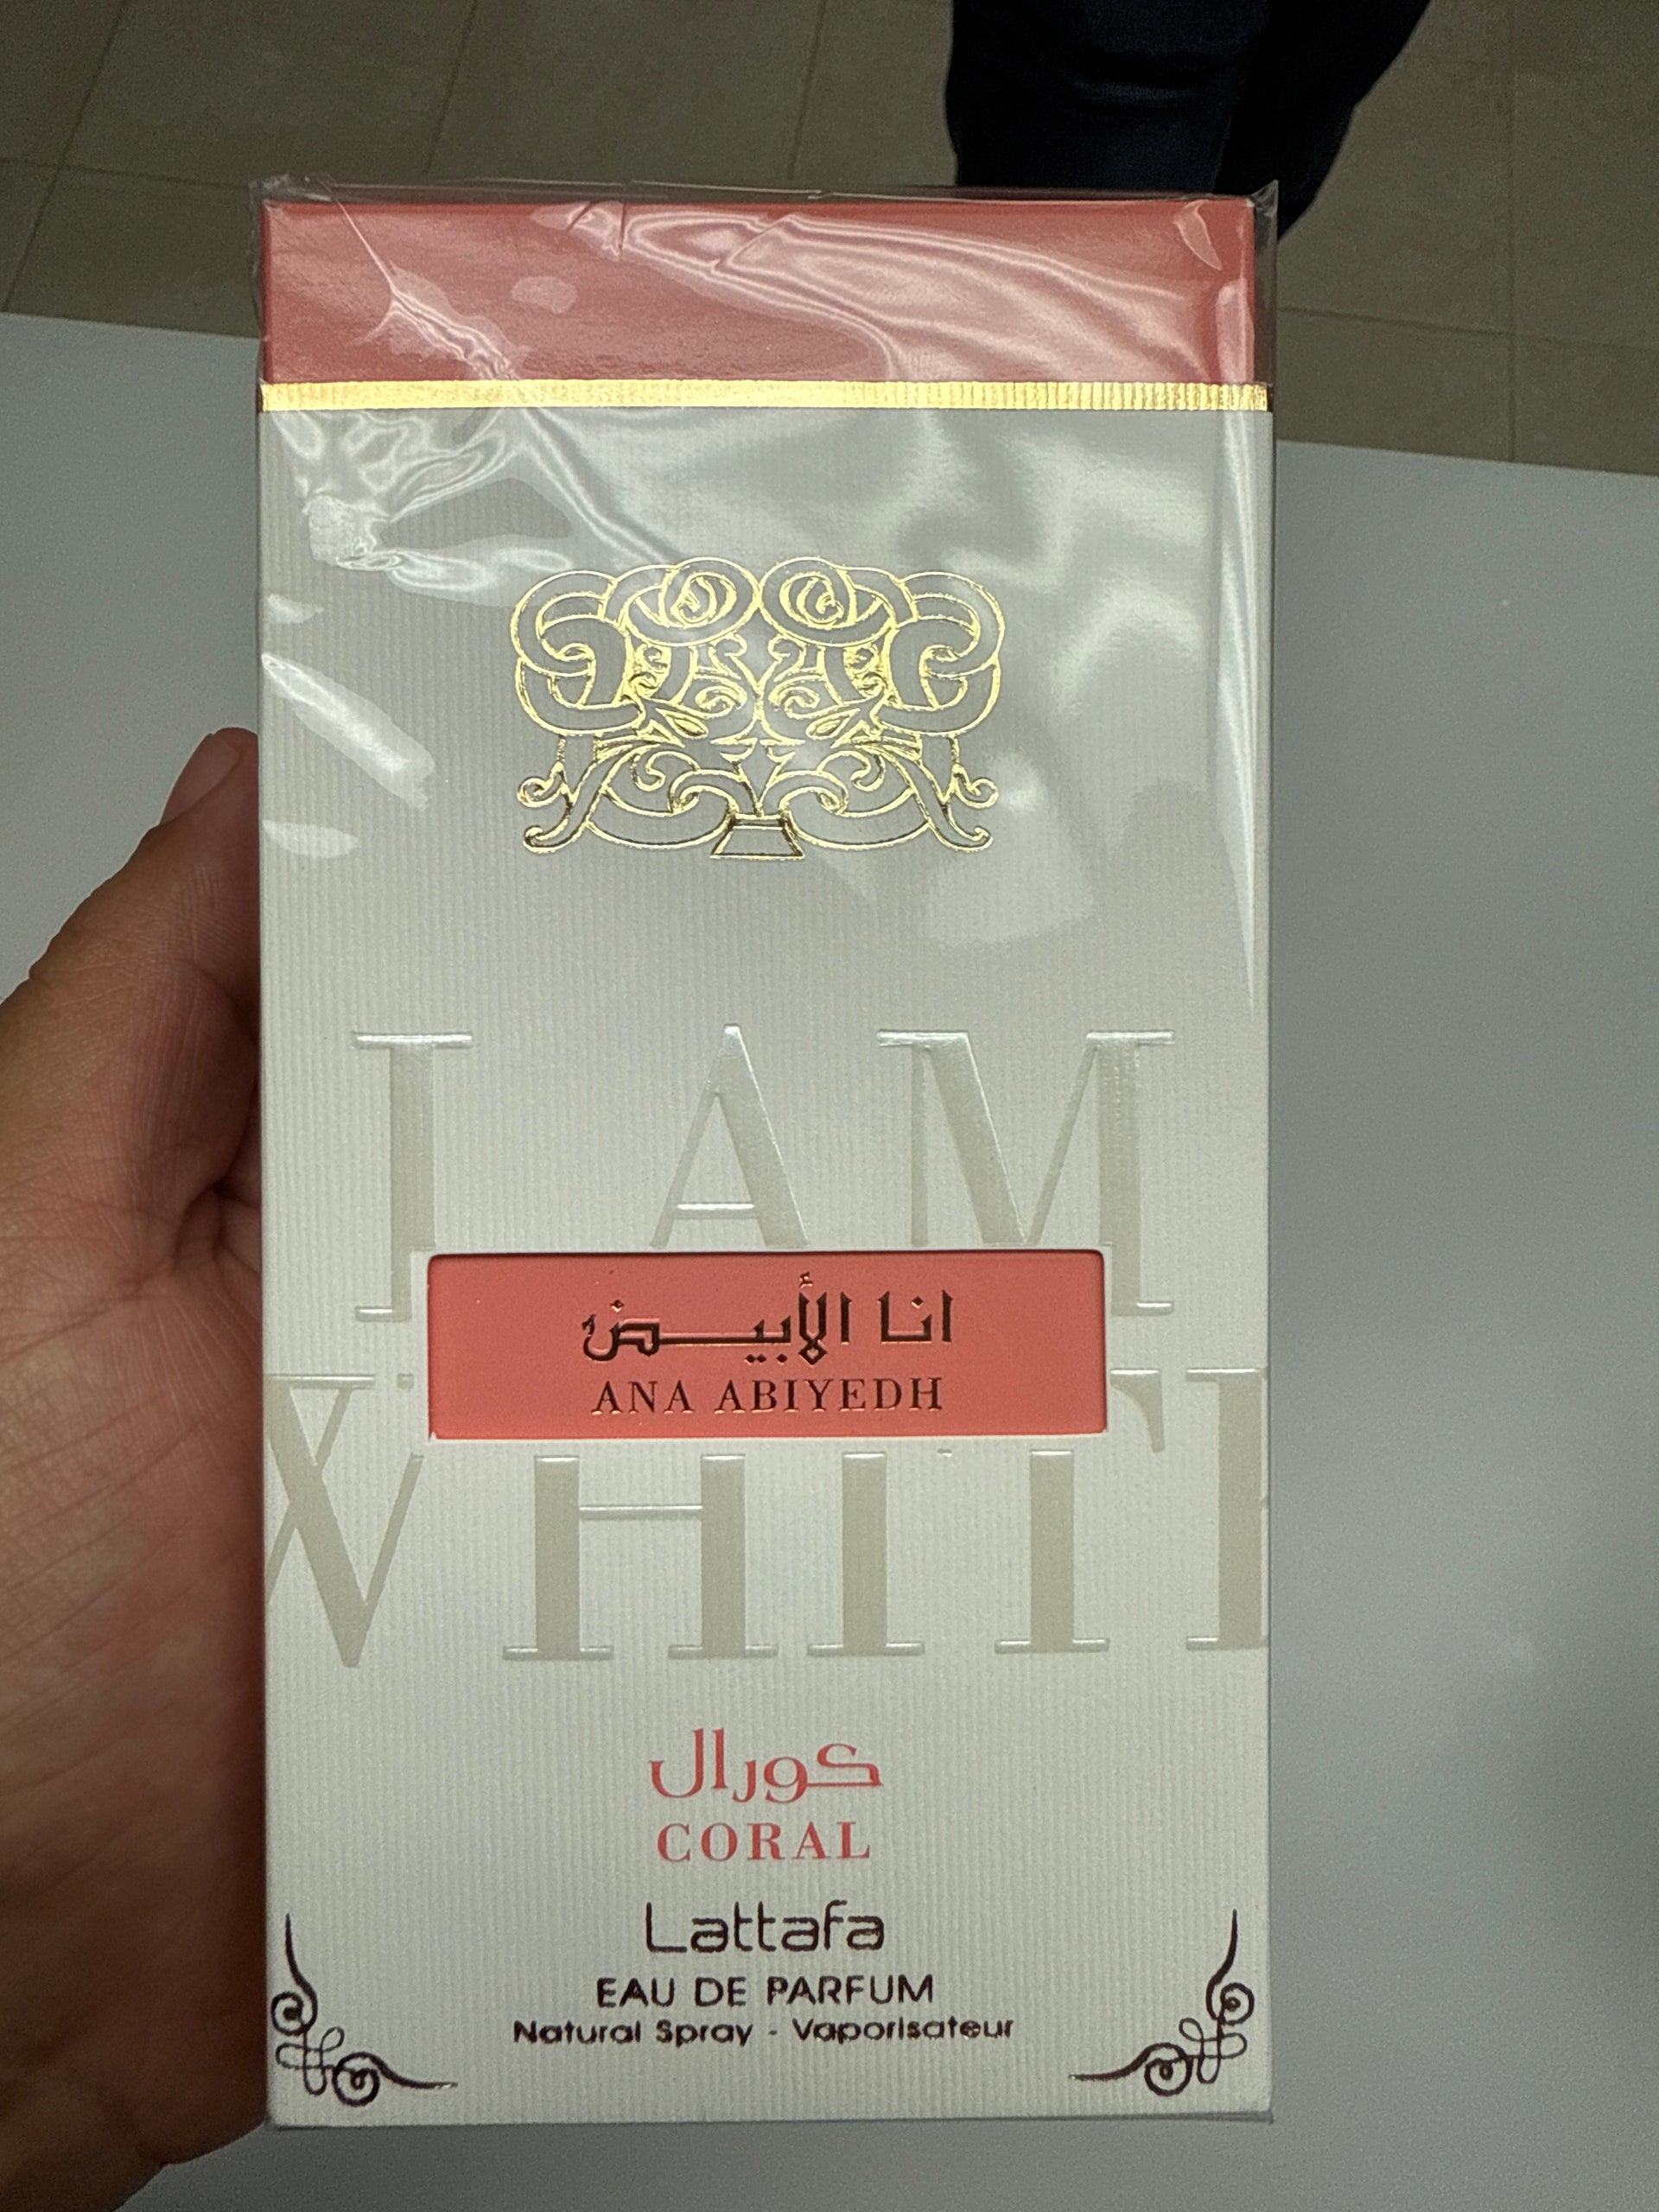 I AM
انا الأبيض
ANA ABIYEDH
WHITE
كورال
CORAL
Lattafa
EAU DE PARFUM
Natural Spray - Vaporisateur